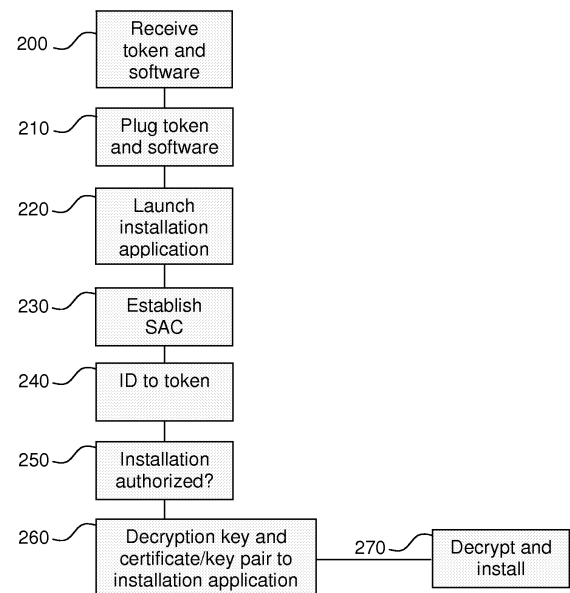 200
Receive
token and
software
210
Plug token
and software
220
Launch
installation
application
230
Establish
SAC
240
ID to token
250
Installation
authorized?
260
Decryption key and
certificate/key pair to
installation application
270
Decrypt and
install